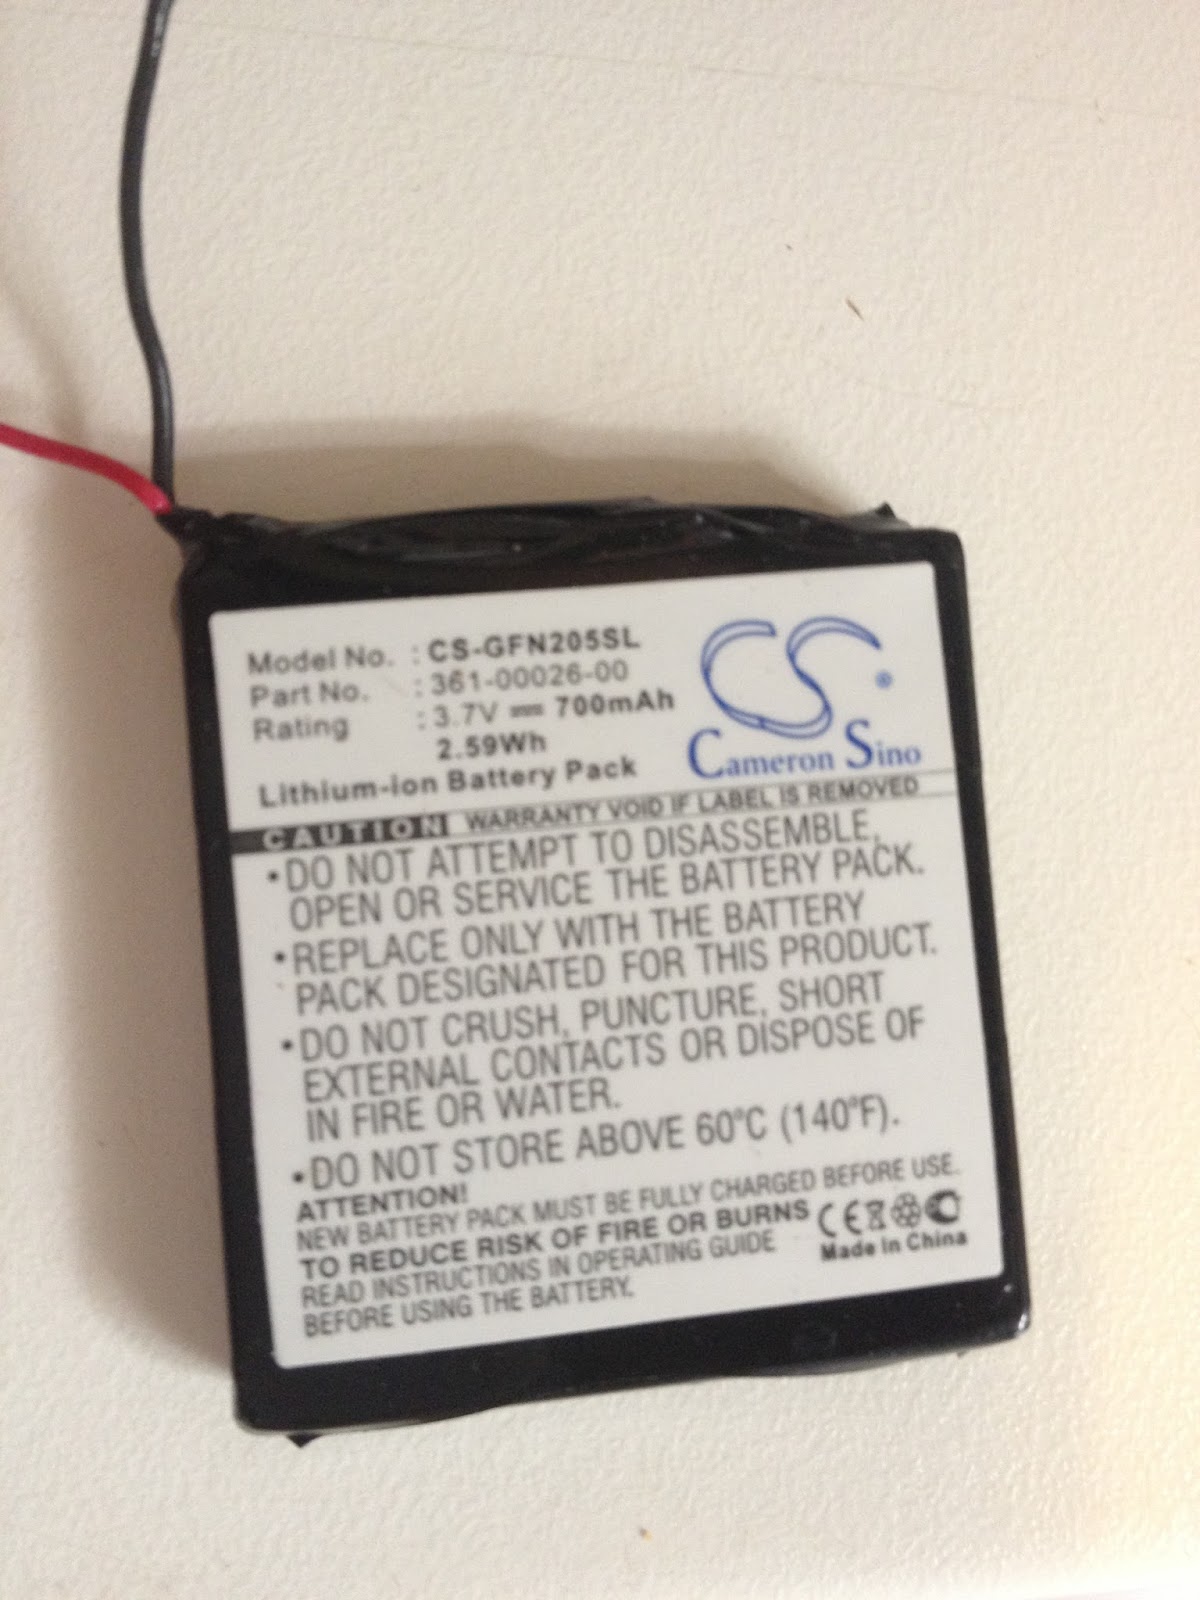 Model No. : CS-GFN205SL
Part No. : 361-00026-00
Rating : 3.7V ⎓ 700mAh
2.59Wh
Lithium-ion Battery Pack
CS
Cameron Sino
CAUTION WARRANTY VOID IF LABEL IS REMOVED
•DO NOT ATTEMPT TO DISASSEMBLE,
OPEN OR SERVICE THE BATTERY PACK.
•REPLACE ONLY WITH THE BATTERY
PACK DESIGNATED FOR THIS PRODUCT.
•DO NOT CRUSH, PUNCTURE, SHORT
EXTERNAL CONTACTS OR DISPOSE OF
IN FIRE OR WATER.
•DO NOT STORE ABOVE 60°C (140°F).
ATTENTION!
NEW BATTERY PACK MUST BE FULLY CHARGED BEFORE USE.
TO REDUCE RISK OF FIRE OR BURNS
READ INSTRUCTIONS IN OPERATING GUIDE
BEFORE USING THE BATTERY.
CE
Made in China